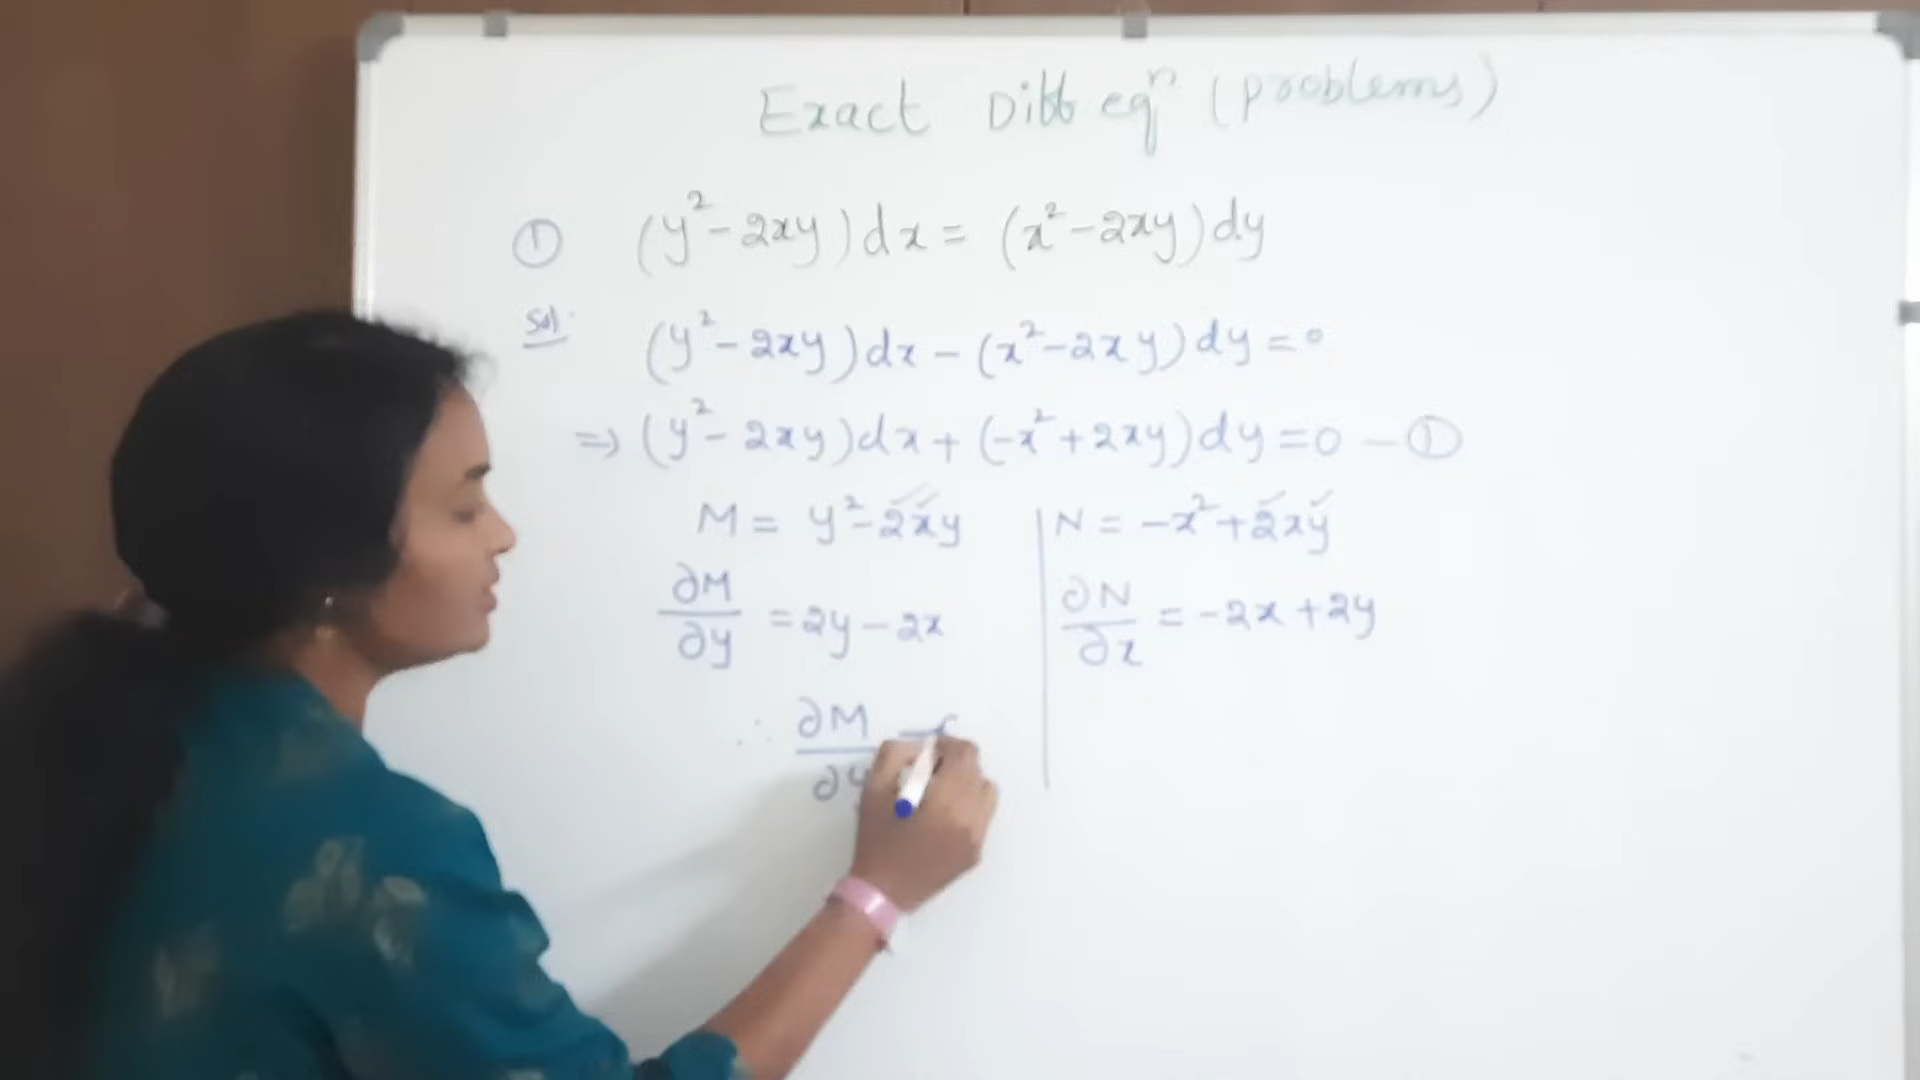 Exact Diff eqⁿ (problems)
① (y² - 2xy)dx = (x² - 2xy)dy
Sol: (y² - 2xy)dx - (x² - 2xy)dy = 0
⇒ (y² - 2xy)dx + (-x² + 2xy)dy = 0 - ①
M = y² - 2xy | N = -x² + 2xy
∂M/∂y = 2y - 2x | ∂N/∂x = -2x + 2y
∴ ∂M/∂y